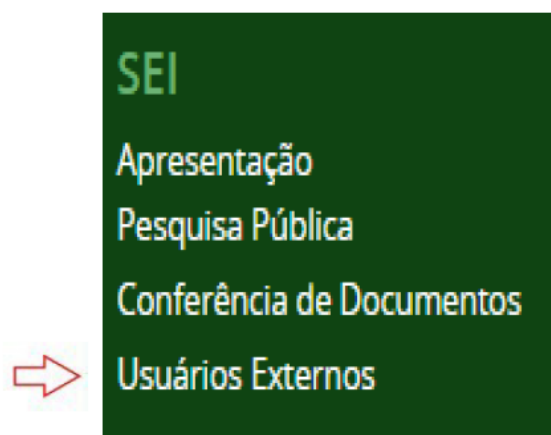 SEI
Apresentação
Pesquisa Pública
Conferência de Documentos
Usuários Externos